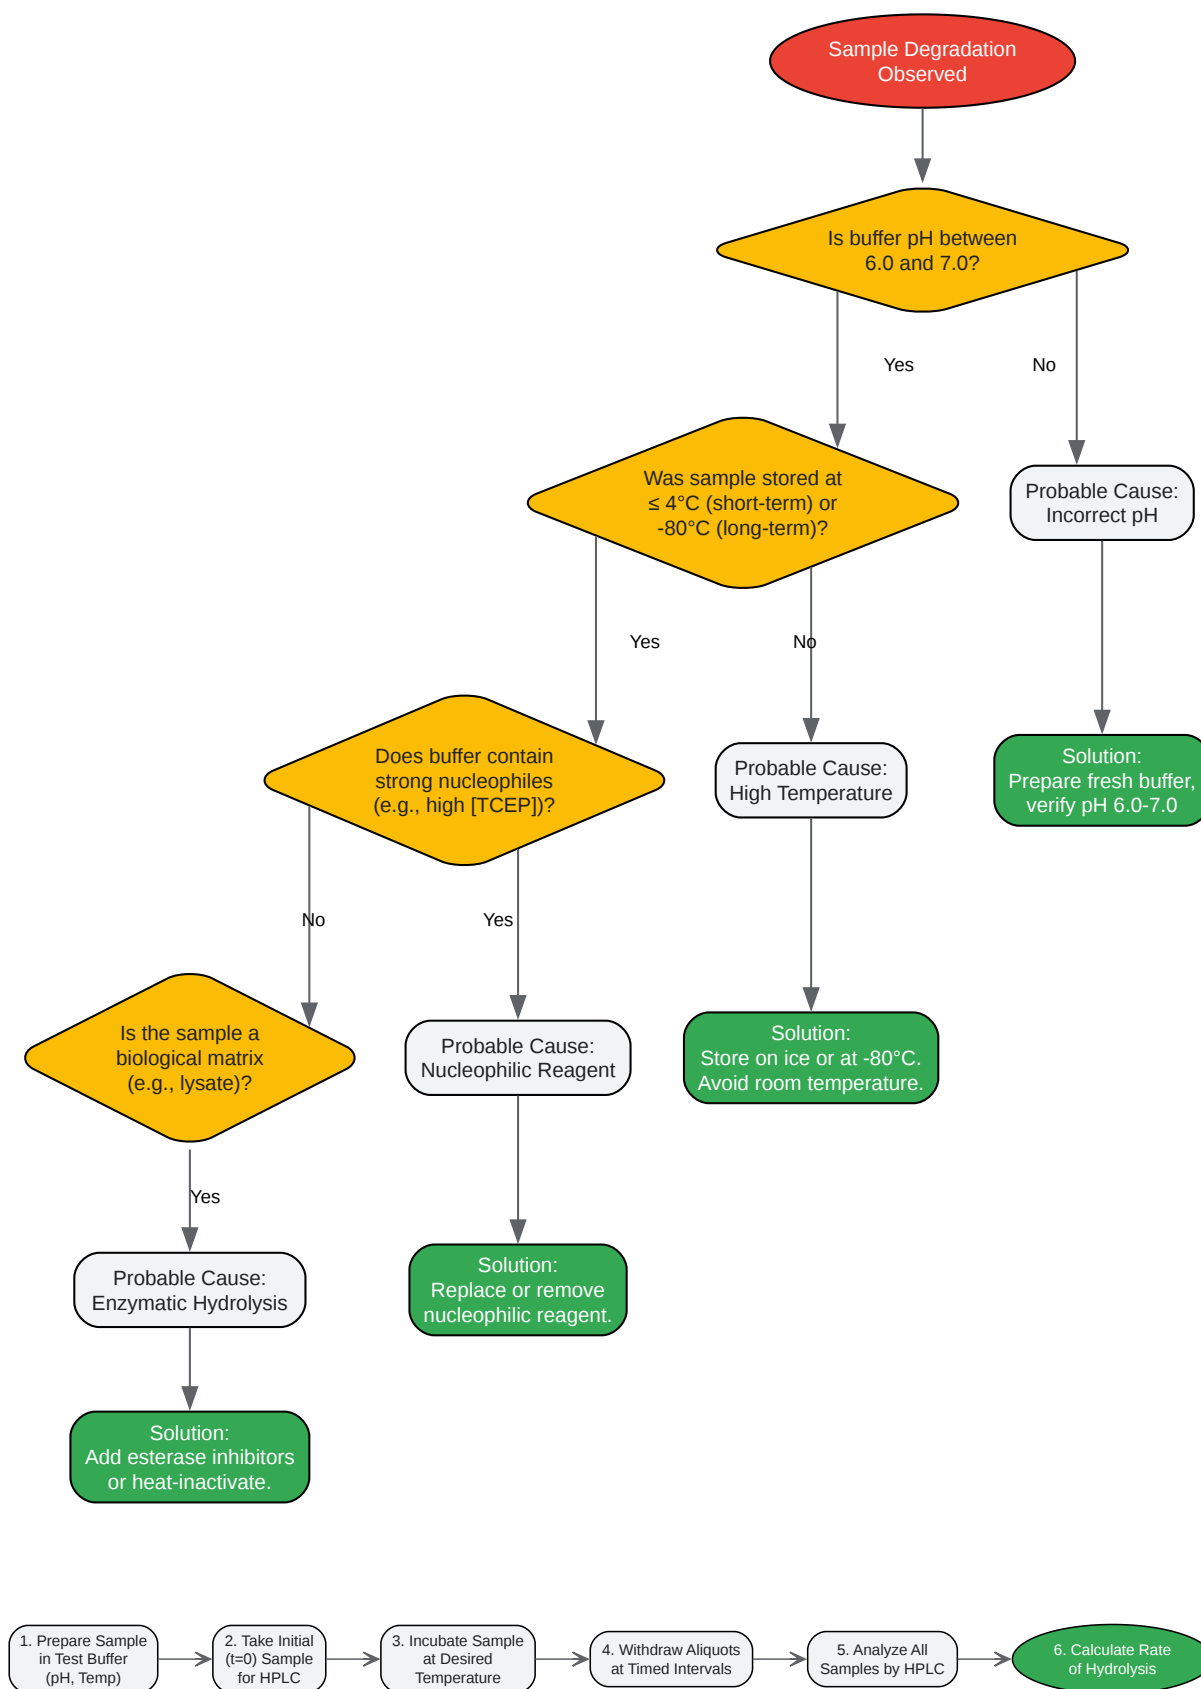 Sample Degradation
Observed
Is buffer pH between
6.0 and 7.0?
Yes
No
Was sample stored at
≤ 4°C (short-term) or
-80°C (long-term)?
Probable Cause:
Incorrect pH
Yes
No
Does buffer contain
strong nucleophiles
(e.g., high [TCEP])?
Probable Cause:
High Temperature
Solution:
Prepare fresh buffer,
verify pH 6.0-7.0
No
Yes
Is the sample a
biological matrix
(e.g., lysate)?
Probable Cause:
Nucleophilic Reagent
Solution:
Store on ice or at -80°C.
Avoid room temperature.
Yes
Probable Cause:
Enzymatic Hydrolysis
Solution:
Replace or remove
nucleophilic reagent.
Solution:
Add esterase inhibitors
or heat-inactivate.
1. Prepare Sample
in Test Buffer
(pH, Temp)
2. Take Initial
(t=0) Sample
for HPLC
3. Incubate Sample
at Desired
Temperature
4. Withdraw Aliquots
at Timed Intervals
5. Analyze All
Samples by HPLC
6. Calculate Rate
of Hydrolysis